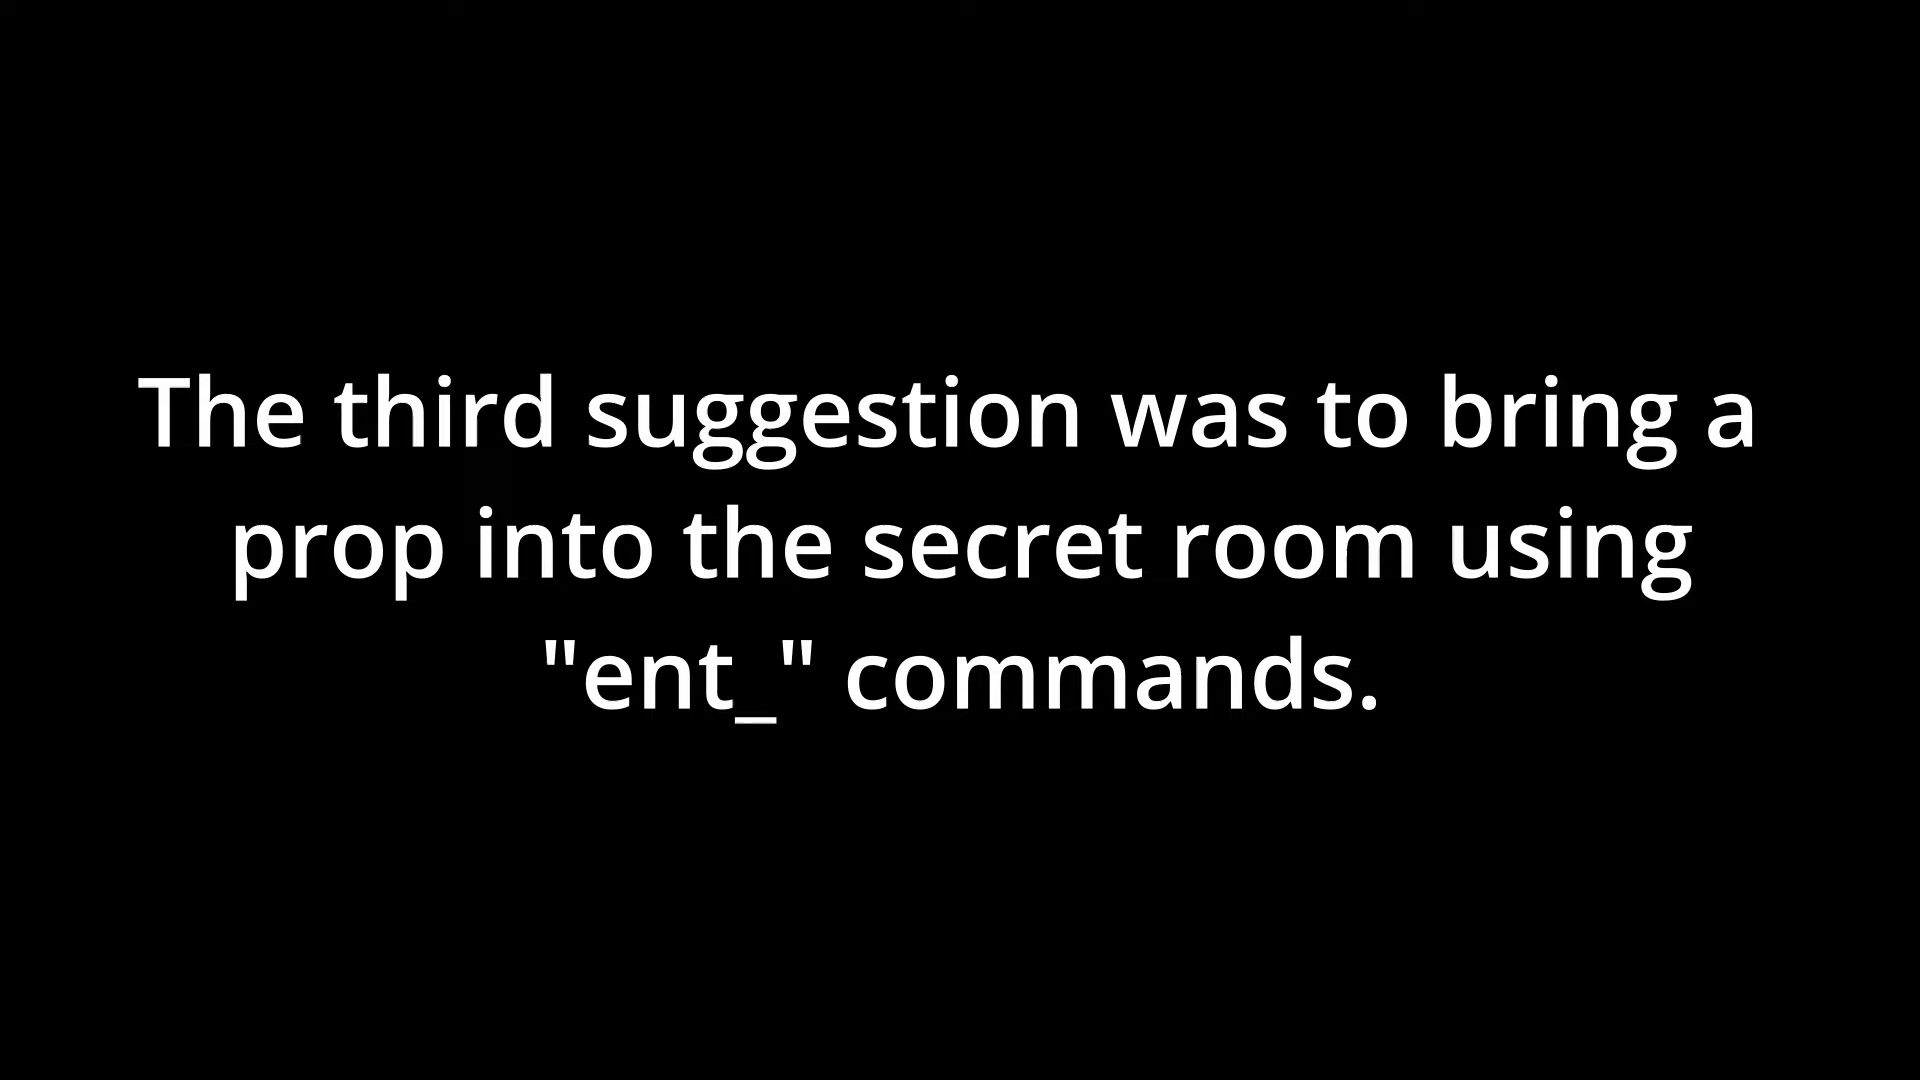 The third suggestion was to bring a
prop into the secret room using
"ent_" commands.